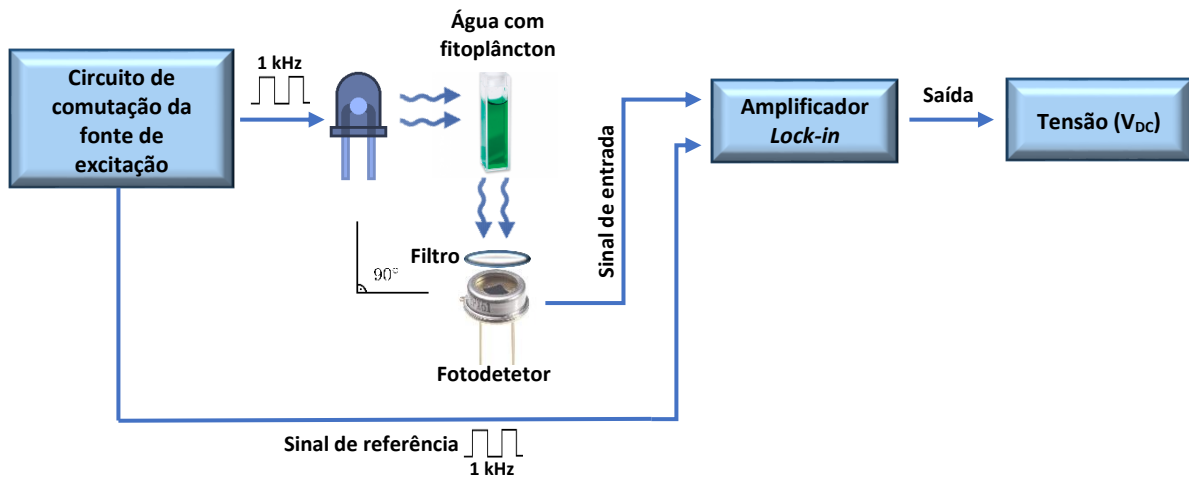 Água com
fitoplâncton
1 kHz
Circuito de
comutação da
fonte de
excitação
Amplificador
Lock-in
Saída
Tensão (VDC)
Sinal de entrada
Filtro
90°
Fotodetetor
Sinal de referência
1 kHz